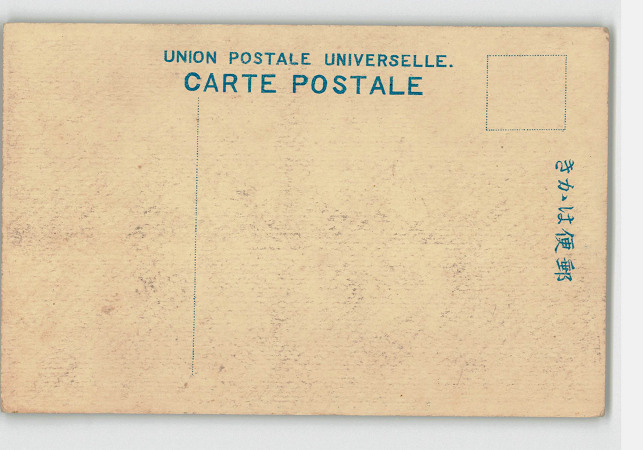 UNION POSTALE UNIVERSELLE.
CARTE POSTALE
きかは便郵